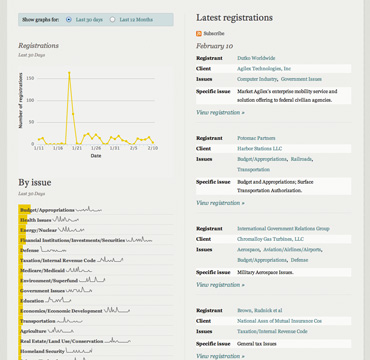 Show graphs for:
Last 30 days
Last 12 Months
Registrations
Last 30 Days
Number of registrations
150
100
50
0
1/11
1/16
1/21
1/26
1/31
2/5
2/10
Date
By issue
Last 30 Days
Budget/Appropriations
Health Issues
Energy/Nuclear
Financial Institutions/Investments/Securities
Defense
Taxation/Internal Revenue Code
Medicare/Medicaid
Environment/Superfund
Government Issues
Education
Economics/Economic Development
Transportation
Agriculture
Real Estate/Land Use/Conservation
Homeland Security
Latest registrations
Subscribe
February 10
Registrant Dutko Worldwide
Client Agilex Technologies, Inc
Issues Computer Industry, Government Issues
Specific issue Market Agilex's enterprise mobility service and
solution offering to federal civilian agencies.
View registration »
Registrant Potomac Partners
Client Harbor Stations LLC
Issues Budget/Appropriations, Railroads,
Transportation
Specific issue Budget and Appropriations; Surface
Transportation Authorization.
View registration »
Registrant International Government Relations Group
Client Chromalloy Gas Turbines, LLC
Issues Aerospace, Aviation/Airlines/Airports,
Budget/Appropriations, Defense
Specific issue Military Aerospace Issues.
View registration »
Registrant Brown, Rudnick et al
Client National Assn of Mutual Insurance Cos
Issues Taxation/Internal Revenue Code
Specific issue General tax issues
View registration »